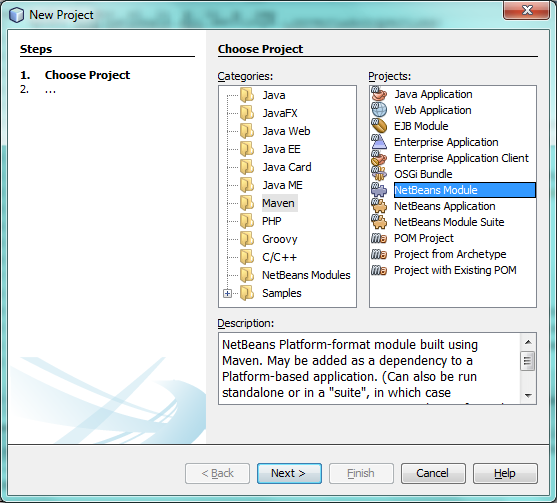 New Project
Steps
1. Choose Project
2. ...
Choose Project
Categories:
Java
JavaFX
Java Web
Java EE
Java Card
Java ME
Maven
PHP
Groovy
C/C++
NetBeans Modules
Samples
Projects:
Java Application
Web Application
EJB Module
Enterprise Application
Enterprise Application Client
OSGi Bundle
NetBeans Module
NetBeans Application
NetBeans Module Suite
POM Project
Project from Archetype
Project with Existing POM
Description:
NetBeans Platform-format module built using
Maven. May be added as a dependency to a
Platform-based application. (Can also be run
standalone or in a "suite", in which case
< Back
Next >
Finish
Cancel
Help